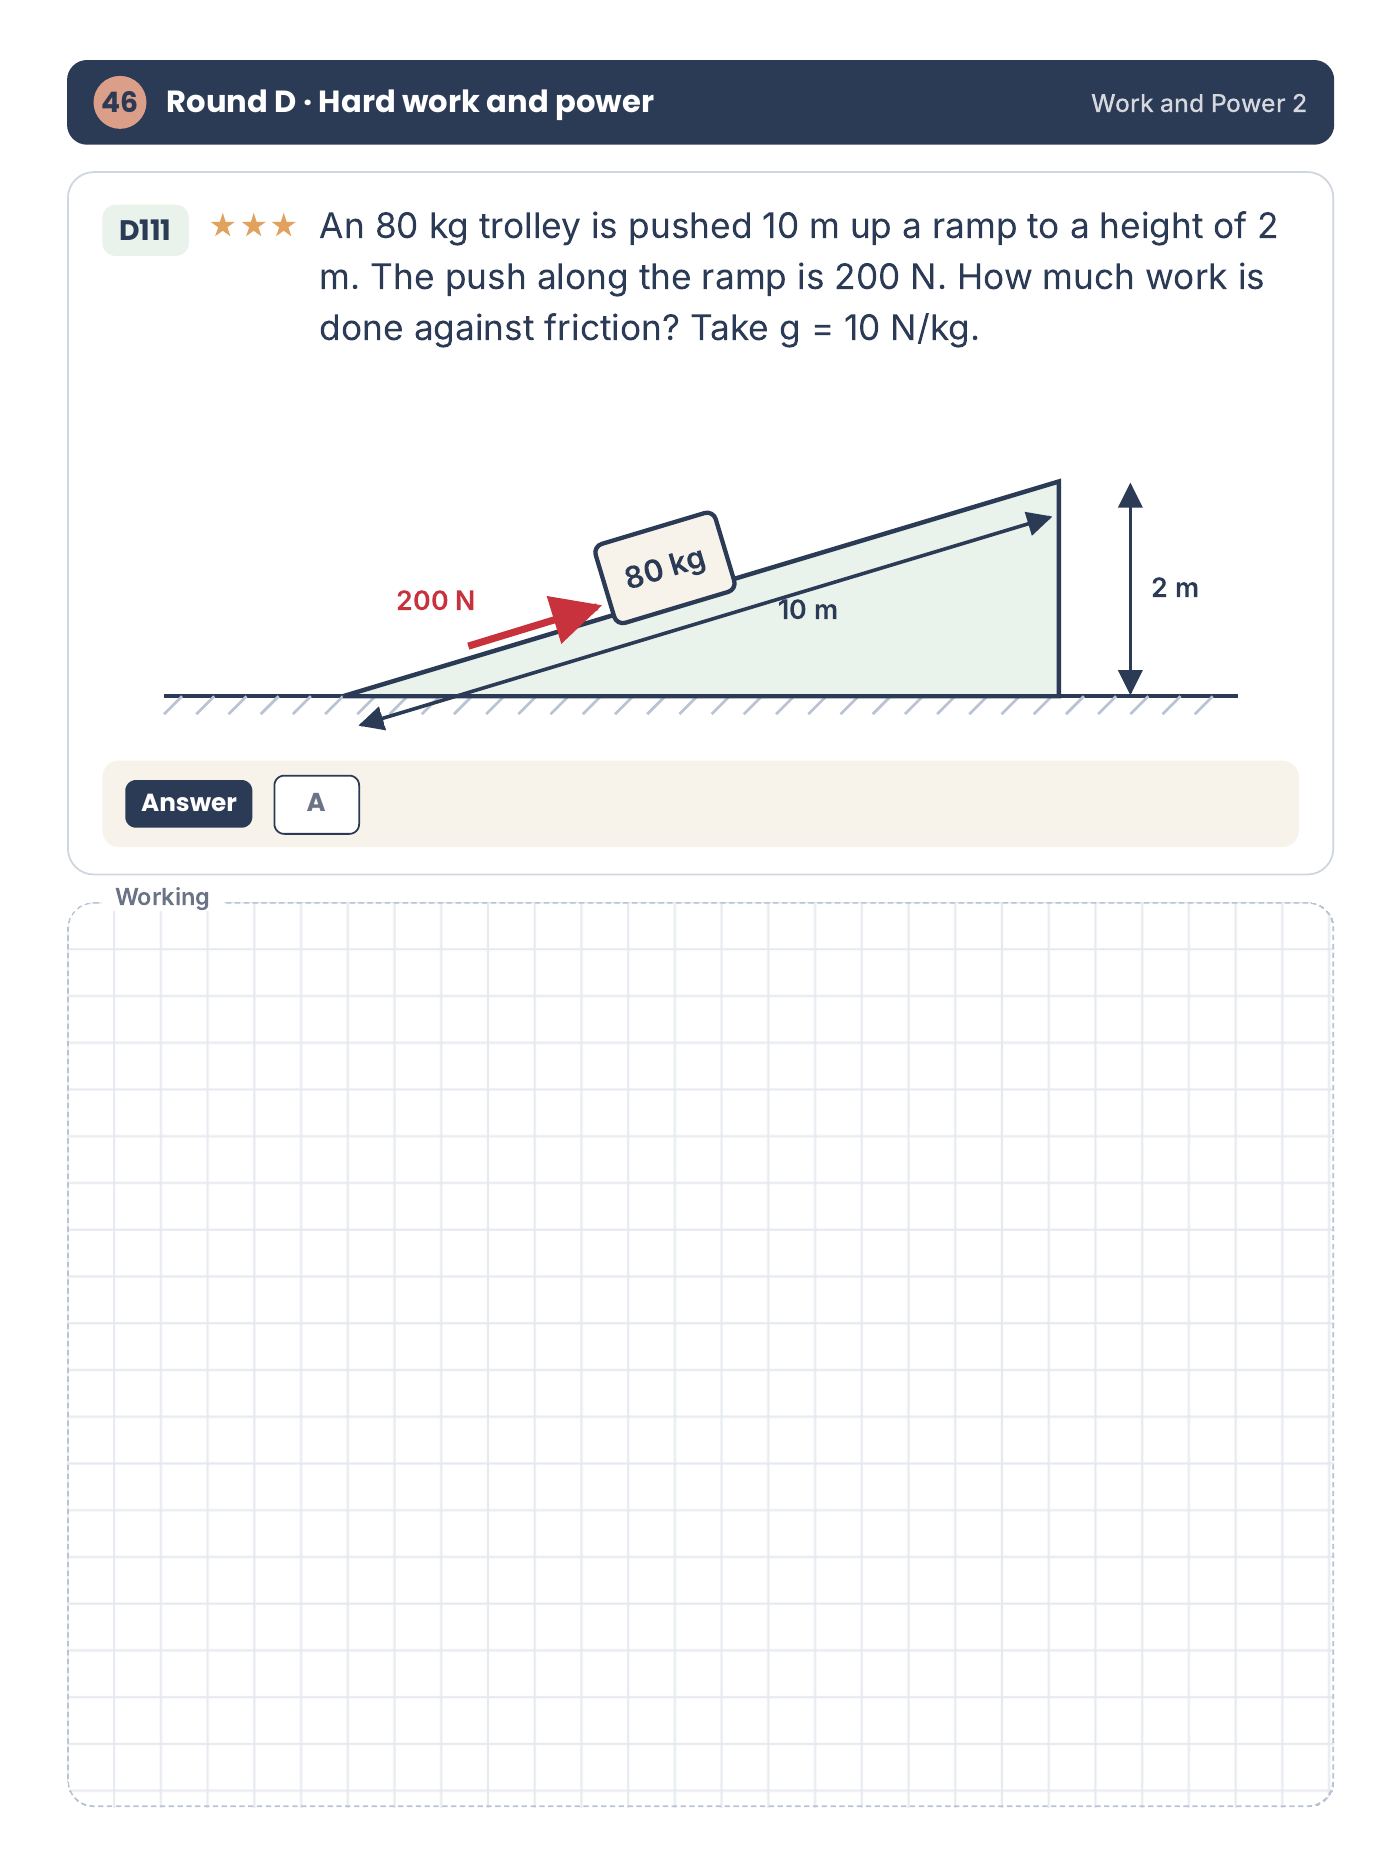 46 Round D · Hard work and power Work and Power 2
D111 ★★★ An 80 kg trolley is pushed 10 m up a ramp to a height of 2
m. The push along the ramp is 200 N. How much work is
done against friction? Take g = 10 N/kg.
80 kg
200 N
10 m
2 m
Answer A
Working